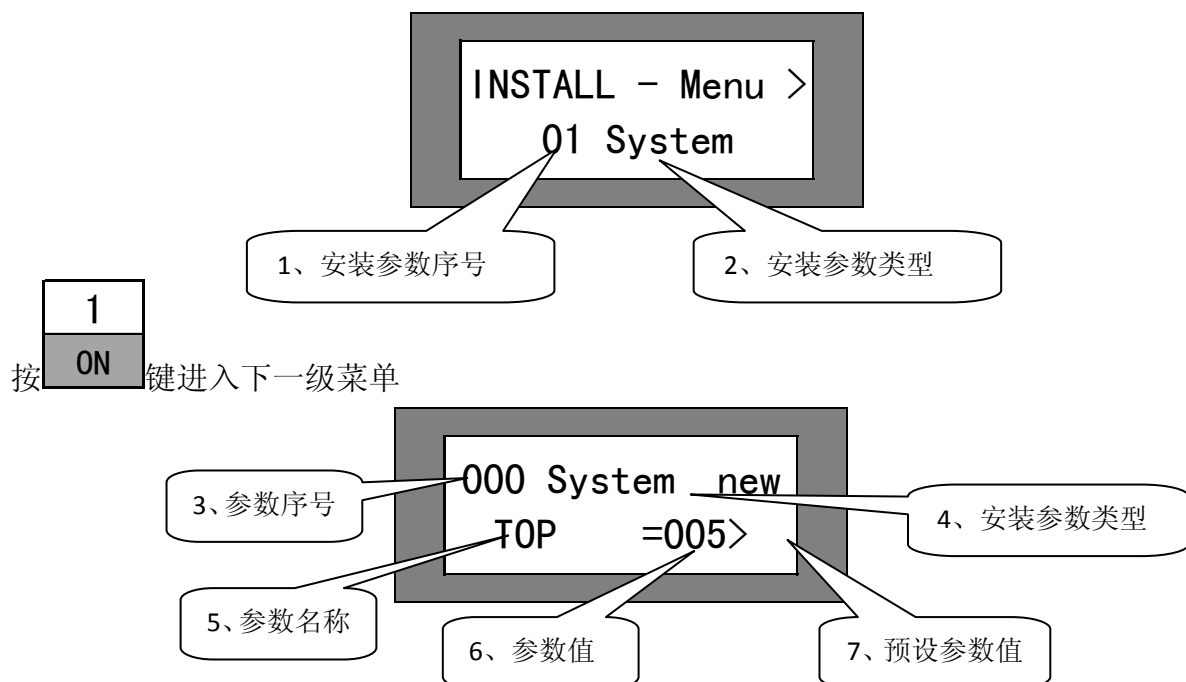 INSTALL - Menu >
01 System
1、安装参数序号
2、安装参数类型
1
ON
按
键进入下一级菜单
000 System new
TOP =005>
3、参数序号
4、安装参数类型
5、参数名称
6、参数值
7、预设参数值